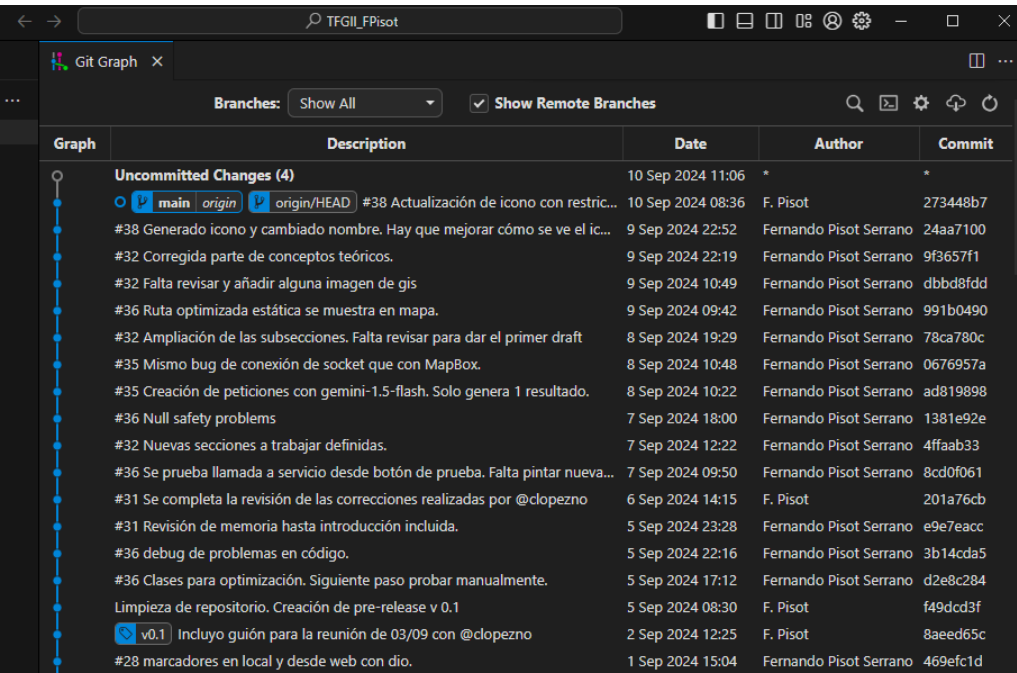 TFGII_FPisot
Git Graph
Branches: Show All Show Remote Branches
Graph Description Date Author Commit
Uncommitted Changes (4) 10 Sep 2024 11:06 * *
main origin origin/HEAD #38 Actualización de icono con restric... 10 Sep 2024 08:36 F. Pisot 273448b7
#38 Generado icono y cambiado nombre. Hay que mejorar cómo se ve el ic... 9 Sep 2024 22:52 Fernando Pisot Serrano 24aa7100
#32 Corregida parte de conceptos teóricos. 9 Sep 2024 22:19 Fernando Pisot Serrano 9f3657f1
#32 Falta revisar y añadir alguna imagen de gis 9 Sep 2024 10:49 Fernando Pisot Serrano dbbd8fdd
#36 Ruta optimizada estática se muestra en mapa. 9 Sep 2024 09:42 Fernando Pisot Serrano 991b0490
#32 Ampliación de las subsecciones. Falta revisar para dar el primer draft 8 Sep 2024 19:29 Fernando Pisot Serrano 78ca780c
#35 Mismo bug de conexión de socket que con MapBox. 8 Sep 2024 10:48 Fernando Pisot Serrano 0676957a
#35 Creación de peticiones con gemini-1.5-flash. Solo genera 1 resultado. 8 Sep 2024 10:22 Fernando Pisot Serrano ad819898
#36 Null safety problems 7 Sep 2024 18:00 Fernando Pisot Serrano 1381e92e
#32 Nuevas secciones a trabajar definidas. 7 Sep 2024 12:22 Fernando Pisot Serrano 4ffaab33
#36 Se prueba llamada a servicio desde botón de prueba. Falta pintar nueva... 7 Sep 2024 09:50 Fernando Pisot Serrano 8cd0f061
#31 Se completa la revisión de las correcciones realizadas por @clopezno 6 Sep 2024 14:15 F. Pisot 201a76cb
#31 Revisión de memoria hasta introducción incluida. 5 Sep 2024 23:28 Fernando Pisot Serrano e9e7eacc
#36 debug de problemas en código. 5 Sep 2024 22:16 Fernando Pisot Serrano 3b14cda5
#36 Clases para optimización. Siguiente paso probar manualmente. 5 Sep 2024 17:12 Fernando Pisot Serrano d2e8c284
Limpieza de repositorio. Creación de pre-release v 0.1 5 Sep 2024 08:30 F. Pisot f49dcd3f
v0.1 Incluyo guión para la reunión de 03/09 con @clopezno 2 Sep 2024 12:25 F. Pisot 8aeed65c
#28 marcadores en local y desde web con dio. 1 Sep 2024 15:04 Fernando Pisot Serrano 469efc1d